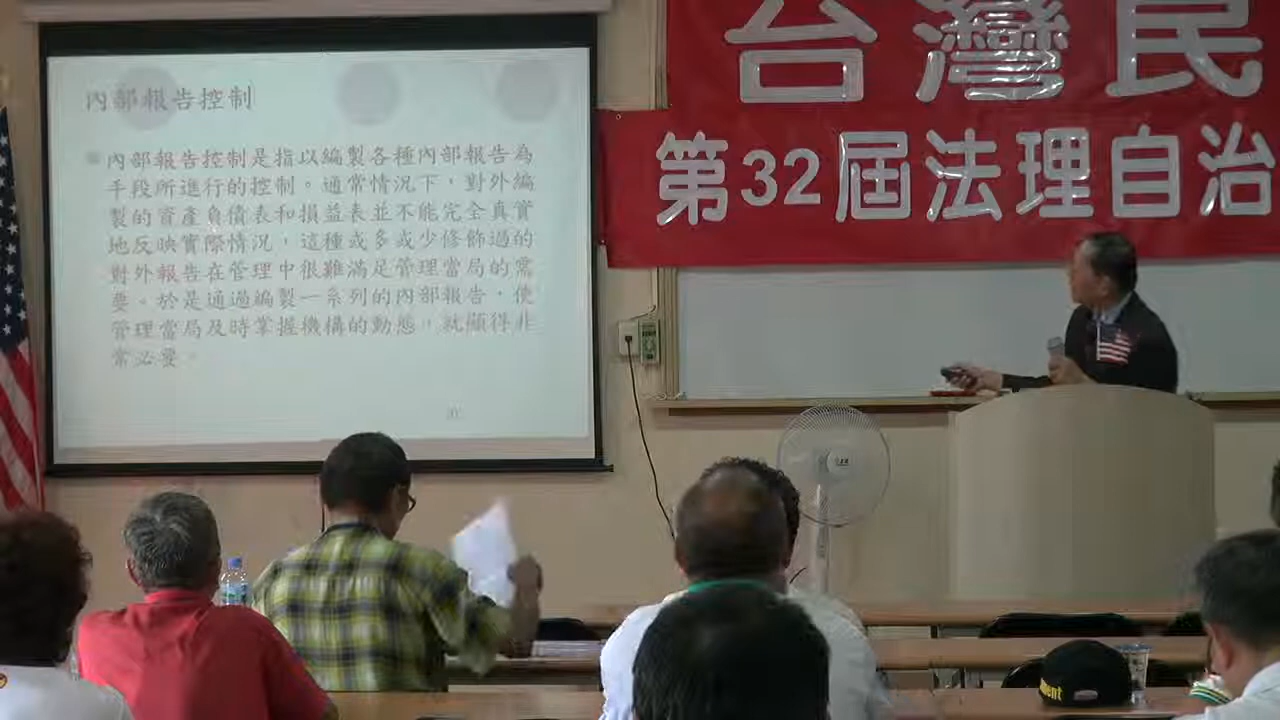 內部報告控制
內部報告控制是指以編製各種內部報告為
手段所進行的控制。通常情況下，對外編
製的資產負債表和損益表並不能完全真實
地反映實際情況，這種或多或少修飾過的
對外報告在管理中很難滿足管理當局的需
要。於是通過編製一系列的內部報告，使
管理當局及時掌握機構的動態，就顯得非
常必要。
台灣民
第32屆法理自治